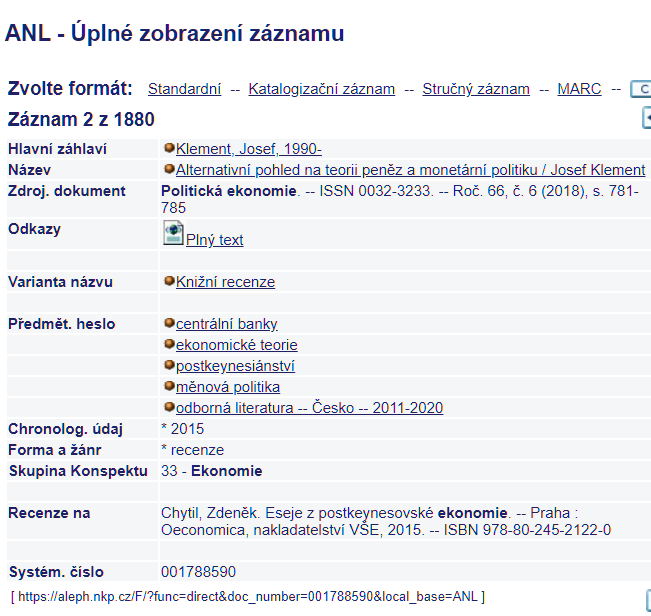 ANL - Úplné zobrazení záznamu
Zvolte formát: Standardní -- Katalogizační záznam -- Stručný záznam -- MARC -- C
Záznam 2 z 1880
Hlavní záhlaví Klement, Josef, 1990-
Název Alternativní pohled na teorii peněz a monetární politiku / Josef Klement
Zdroj. dokument Politická ekonomie. -- ISSN 0032-3233. -- Roč. 66, č. 6 (2018), s. 781-
785
Odkazy Plný text
Varianta názvu Knižní recenze
Předmět. heslo centrální banky
ekonomické teorie
postkeynesiánství
měnová politika
odborná literatura -- Česko -- 2011-2020
Chronolog. údaj * 2015
Forma a žánr * recenze
Skupina Konspektu 33 - Ekonomie
Recenze na Chytil, Zdeněk. Eseje z postkeynesovské ekonomie. -- Praha :
Oeconomica, nakladatelství VŠE, 2015. -- ISBN 978-80-245-2122-0
Systém. číslo 001788590
[ https://aleph.nkp.cz/F/?func=direct&doc_number=001788590&local_base=ANL ]